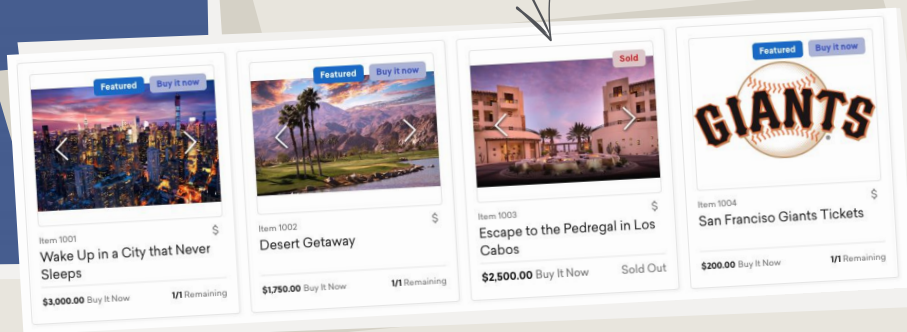 Featured
Buy it now
Item 1001
$
Wake Up in a City that Never
Sleeps
$3,000.00 Buy It Now
1/1 Remaining
Featured
Buy it now
Item 1002
$
Desert Getaway
$1,750.00 Buy It Now
1/1 Remaining
Sold
Item 1003
$
Escape to the Pedregal in Los
Cabos
$2,500.00 Buy It Now
Sold Out
Featured
Buy it now
GIANTS
Item 1004
$
San Franciso Giants Tickets
$200.00 Buy It Now
1/1 Remaining